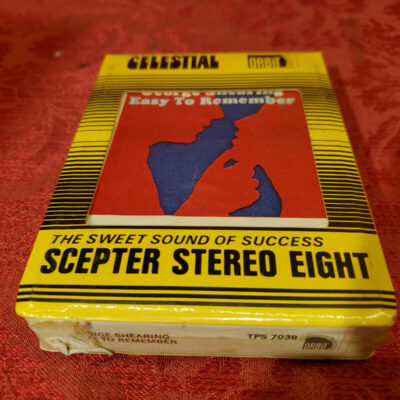 CELESTIAL ORBIT
George Shearing
Easy To Remember
THE SWEET SOUND OF SUCCESS
SCEPTER STEREO EIGHT
SHEARING TPS 7038 ORBIT
TO REMEMBER